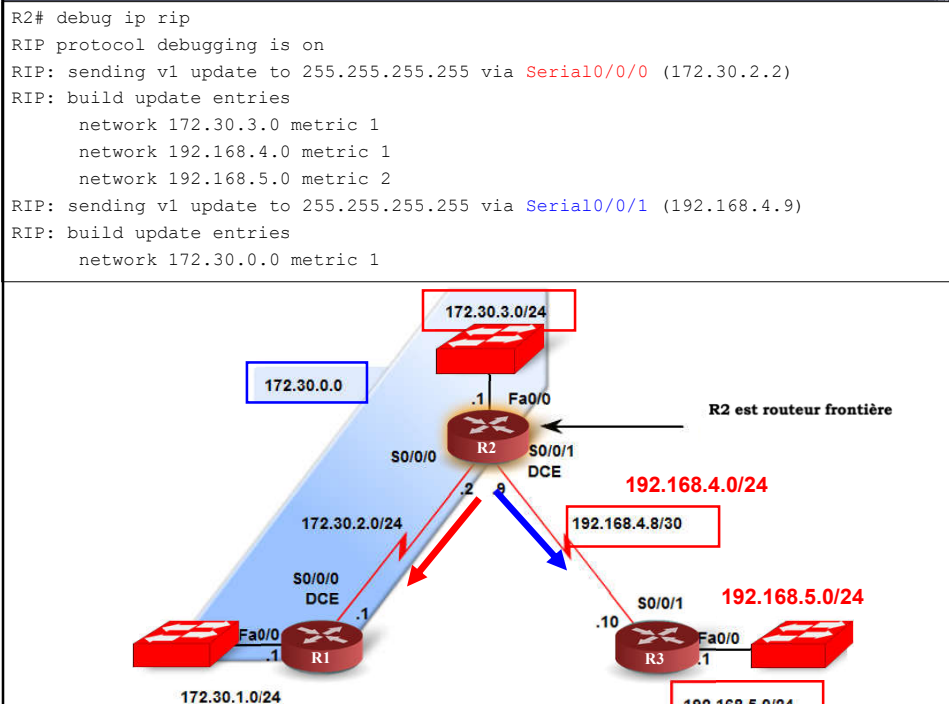 R2# debug ip rip
RIP protocol debugging is on
RIP: sending v1 update to 255.255.255.255 via Serial0/0/0 (172.30.2.2)
RIP: build update entries
network 172.30.3.0 metric 1
network 192.168.4.0 metric 1
network 192.168.5.0 metric 2
RIP: sending v1 update to 255.255.255.255 via Serial0/0/1 (192.168.4.9)
RIP: build update entries
network 172.30.0.0 metric 1
172.30.3.0/24
172.30.0.0
.1 Fa0/0
R2 est routeur frontière
R2
S0/0/0
S0/0/1
DCE
.2 .9
192.168.4.0/24
172.30.2.0/24
192.168.4.8/30
S0/0/0
DCE
.1
S0/0/1
192.168.5.0/24
.10
Fa0/0
.1
R1
Fa0/0
.1
R3
172.30.1.0/24
192.168.5.0/24